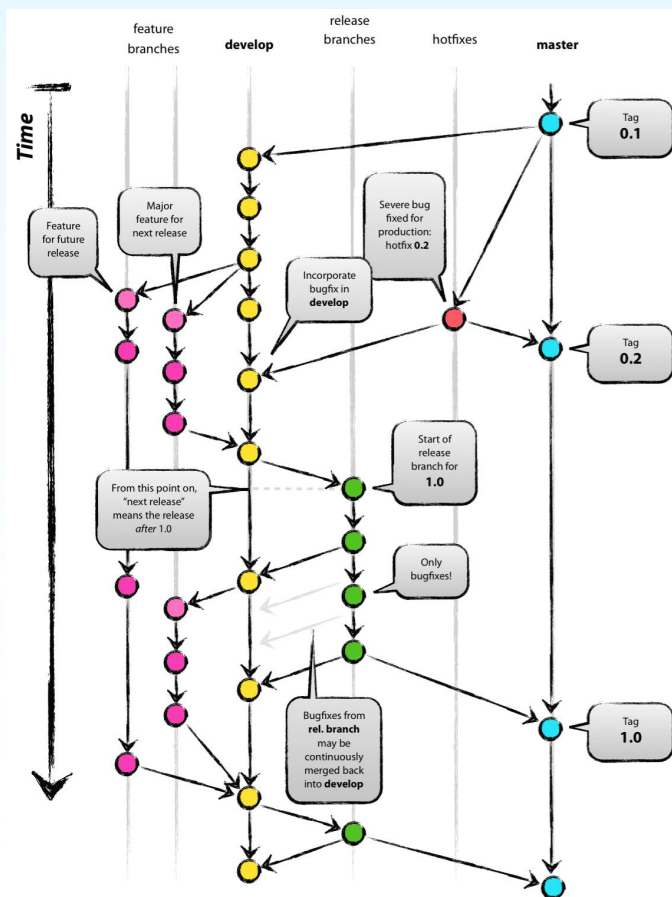 feature
branches
develop
release
branches
hotfixes
master
Time
Tag
0.1
Major
feature for
next release
Feature
for future
release
Severe bug
fixed for
production:
hotfix 0.2
Incorporate
bugfix in
develop
Tag
0.2
Start of
release
branch for
1.0
From this point on,
“next release”
means the release
after 1.0
Only
bugfixes!
Bugfixes from
rel. branch
may be
continuously
merged back
into develop
Tag
1.0